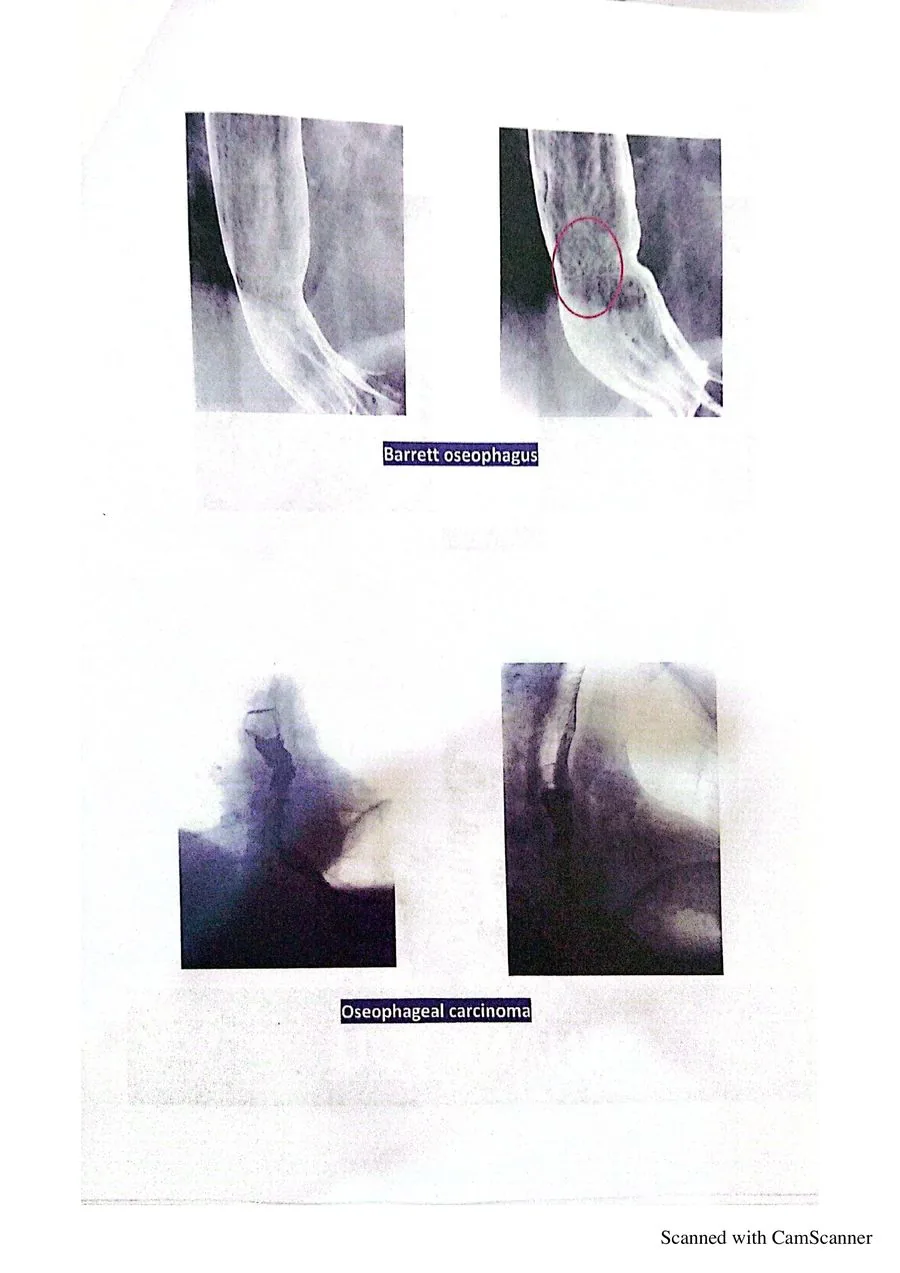 Barrett oseophagus
Oseophageal carcinoma
Scanned with CamScanner